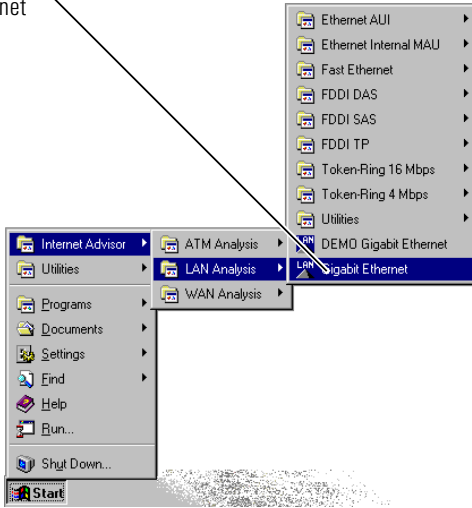 net
Ethernet AUI
Ethernet Internal MAU
Fast Ethernet
FDDI DAS
FDDI SAS
FDDI TP
Token-Ring 16 Mbps
Token-Ring 4 Mbps
Utilities
LAN DEMO Gigabit Ethernet
LAN Gigabit Ethernet
Internet Advisor
Utilities
Programs
Documents
Settings
Find
Help
Run...
Shut Down...
Start
ATM Analysis
LAN Analysis
WAN Analysis